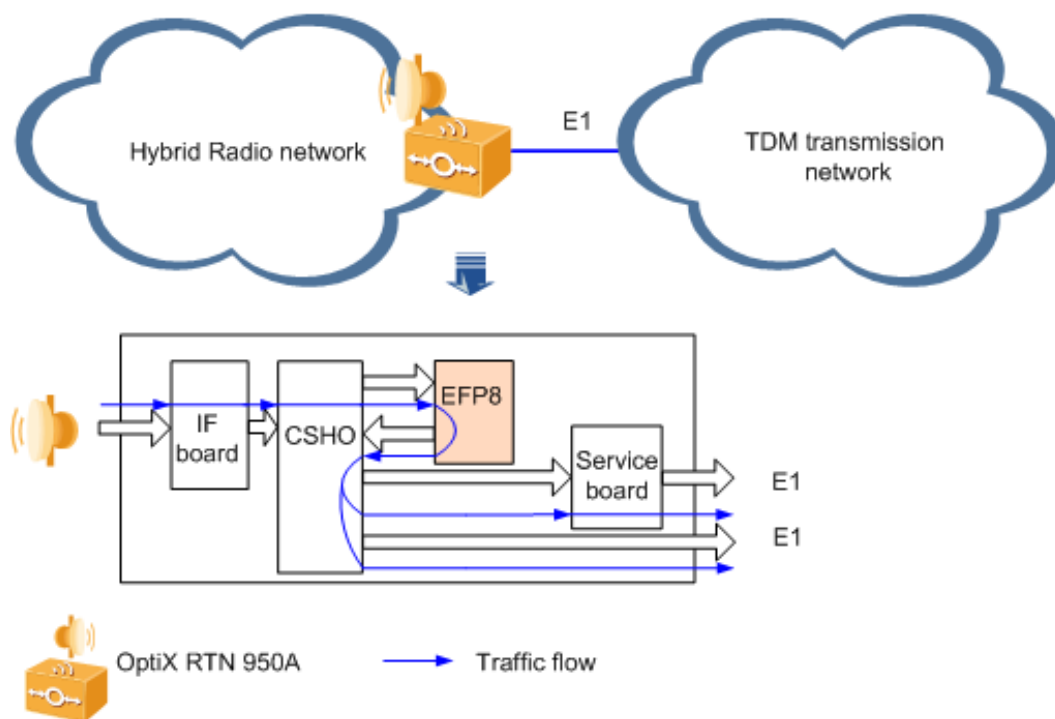 Hybrid Radio network
E1
TDM transmission
network
IF
board
CSHO
EFP8
Service
board
E1
E1
OptiX RTN 950A
Traffic flow